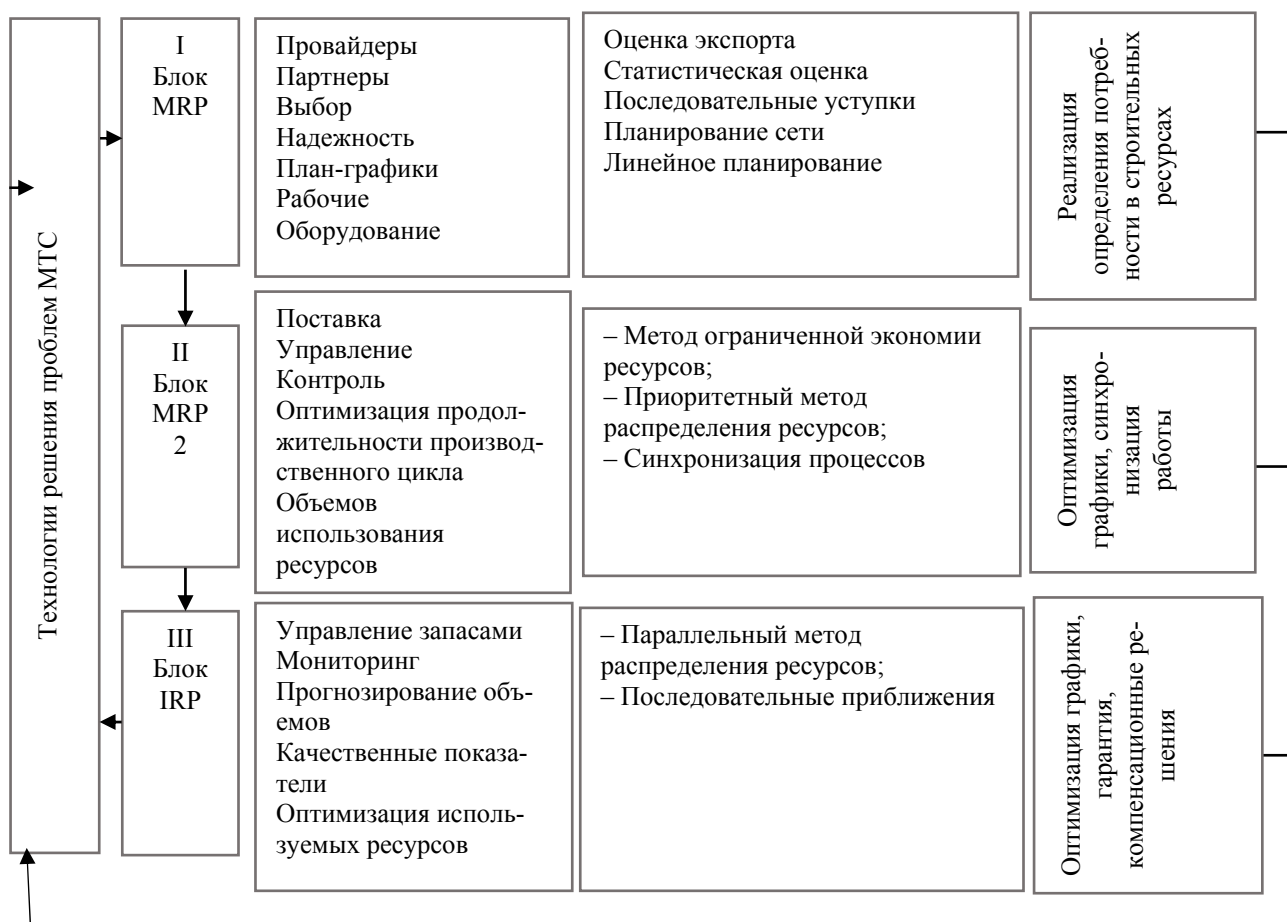 Технологии решения проблем МТС
I
Блок
MRP
Провайдеры
Партнеры
Выбор
Надежность
План-графики
Рабочие
Оборудование
Оценка экспорта
Статистическая оценка
Последовательные уступки
Планирование сети
Линейное планирование
Реализация
определения потреб-
ности в строительных
ресурсах
II
Блок
MRP
2
Поставка
Управление
Контроль
Оптимизация продол-
жительности производ-
ственного цикла
Объемов
использования
ресурсов
– Метод ограниченной экономии
ресурсов;
– Приоритетный метод
распределения ресурсов;
– Синхронизация процессов
Оптимизация
графики, синхро-
низация
работы
III
Блок
IRP
Управление запасами
Мониторинг
Прогнозирование объ-
емов
Качественные показа-
тели
Оптимизация исполь-
зуемых ресурсов
– Параллельный метод
распределения ресурсов;
– Последовательные приближения
Оптимизация графики,
гарантия,
компенсационные ре-
шения